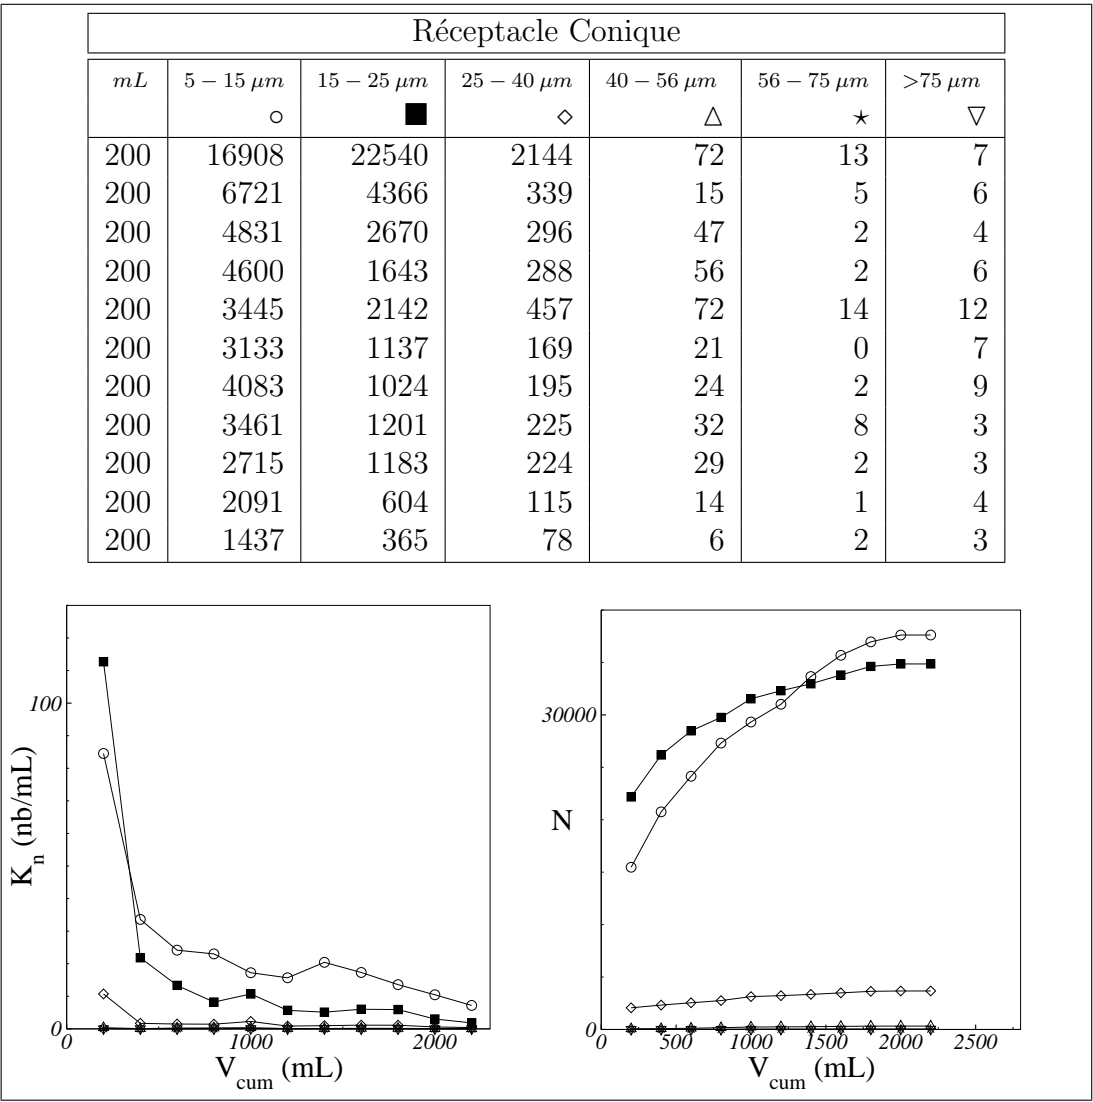 Réceptacle Conique
mL 5 – 15 μm 15 – 25 μm 25 – 40 μm 40 – 56 μm 56 – 75 μm >75 μm
○ ■ ◇ △ ⋆ ▽
200 16908 22540 2144 72 13 7
200 6721 4366 339 15 5 6
200 4831 2670 296 47 2 4
200 4600 1643 288 56 2 6
200 3445 2142 457 72 14 12
200 3133 1137 169 21 0 7
200 4083 1024 195 24 2 9
200 3461 1201 225 32 8 3
200 2715 1183 224 29 2 3
200 2091 604 115 14 1 4
200 1437 365 78 6 2 3
100
K_n (nb/mL)
0
0 1000 2000
V_cum (mL)
30000
N
0
0 500 1000 1500 2000 2500
V_cum (mL)